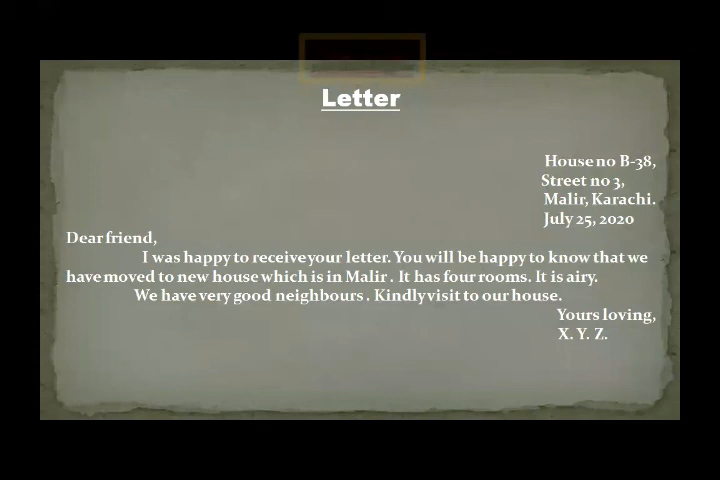 Letter
House no B-38,
Street no 3,
Malir, Karachi.
July 25, 2020
Dear friend,
I was happy to receive your letter. You will be happy to know that we
have moved to new house which is in Malir . It has four rooms. It is airy.
We have very good neighbours . Kindly visit to our house.
Yours loving,
X. Y. Z.